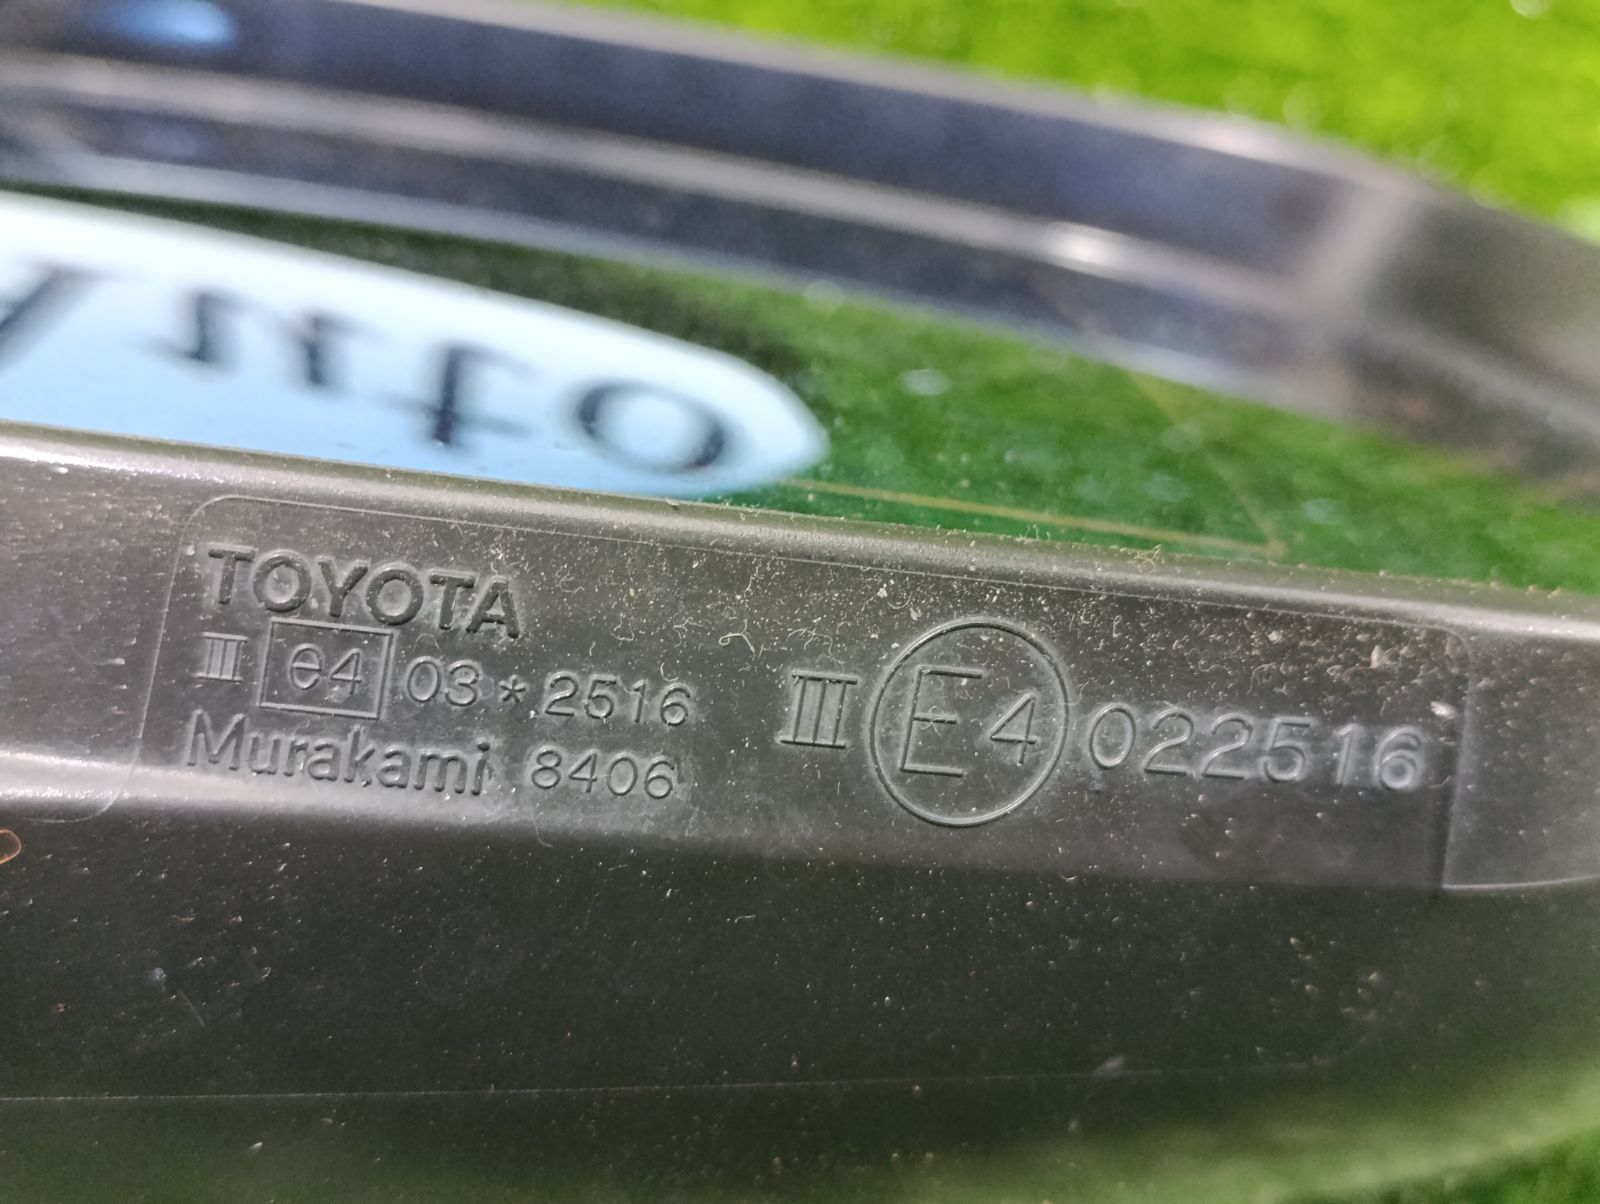 TOYOTA
III e4 03*2516
Murakami 8406
III E4 022516